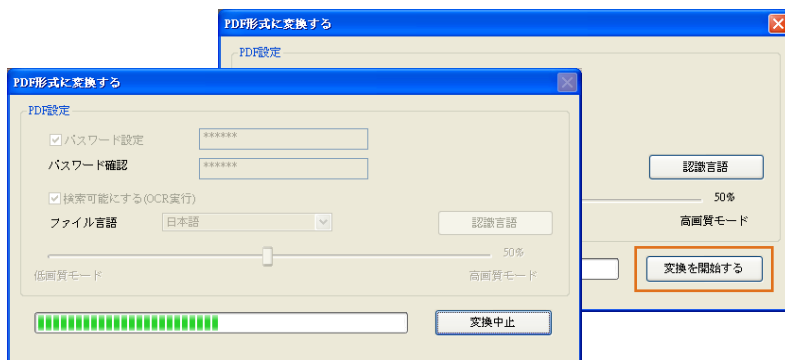 PDF形式に変換する
PDF設定
認識言語
50%
高画質モード
変換を開始する
PDF形式に変換する
PDF設定
パスワード設定
******
パスワード確認
******
検索可能にする(OCR実行)
ファイル言語
日本語
認識言語
50%
低画質モード
高画質モード
変換中止